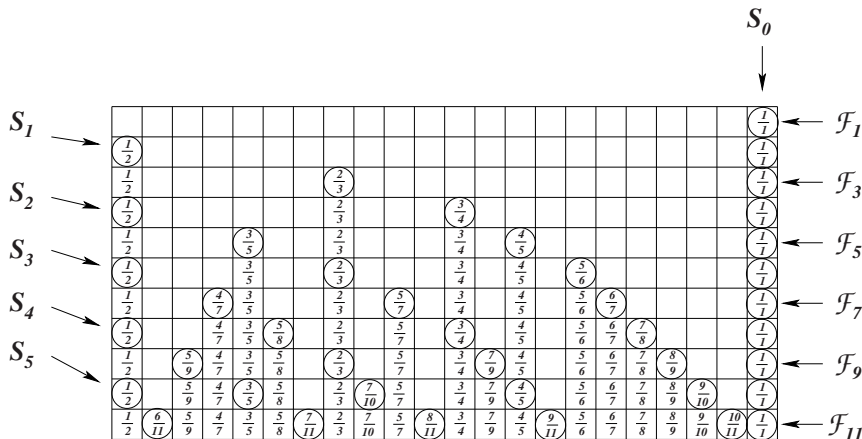 S₀
1/1 ℱ₁
S₁ 1/2 1/1
1/2 2/3 1/1 ℱ₃
S₂ 1/2 2/3 3/4 1/1
1/2 3/5 2/3 3/4 4/5 1/1 ℱ₅
S₃ 1/2 3/5 2/3 3/4 4/5 5/6 1/1
1/2 4/7 3/5 2/3 5/7 3/4 4/5 5/6 6/7 1/1 ℱ₇
S₄ 1/2 4/7 3/5 5/8 2/3 5/7 3/4 4/5 5/6 6/7 7/8 1/1
1/2 5/9 4/7 3/5 5/8 2/3 5/7 3/4 7/9 4/5 5/6 6/7 7/8 8/9 1/1 ℱ₉
S₅ 1/2 5/9 4/7 3/5 5/8 2/3 7/10 5/7 3/4 7/9 4/5 5/6 6/7 7/8 8/9 9/10 1/1
1/2 6/11 5/9 4/7 3/5 5/8 7/11 2/3 7/10 5/7 8/11 3/4 7/9 4/5 9/11 5/6 6/7 7/8 8/9 9/10 10/11 1/1 ℱ₁₁